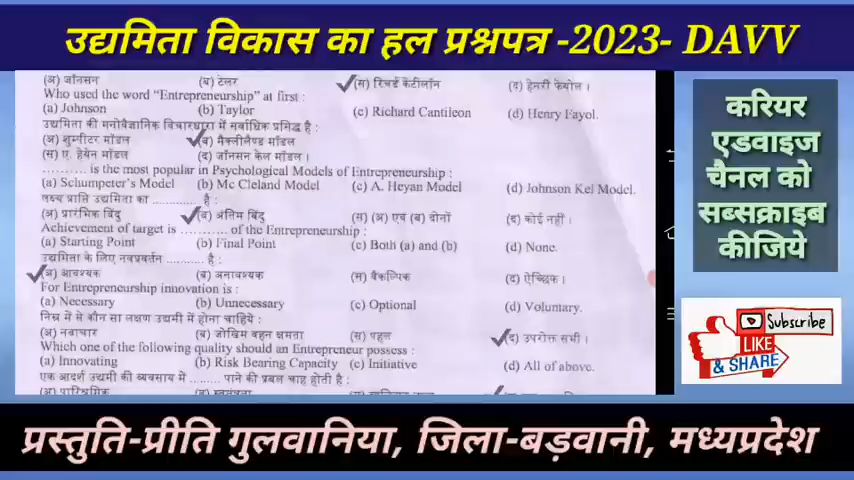 उद्यमिता विकास का हल प्रश्नपत्र -2023- DAVV
(अ) जॉनसन (ब) टेलर (स) रिचर्ड केंटीलॉन (द) हेनरी फेयोल ।
Who used the word "Entrepreneurship" at first :
(a) Johnson (b) Taylor (c) Richard Cantileon (d) Henry Fayol.
उद्यमिता की मनोवैज्ञानिक विचारधारा में सर्वाधिक प्रसिद्ध है :
(अ) शुम्पीटर मॉडल (ब) मैक्लीलैण्ड मॉडल
(स) ए. हेयेन मॉडल (द) जॉनसन केल मॉडल ।
.......... is the most popular in Psychological Models of Entrepreneurship :
(a) Schumpeter's Model (b) Mc Cleland Model (c) A. Heyan Model (d) Johnson Kel Model.
लक्ष्य प्राप्ति उद्यमिता का ............ है :
(अ) प्रारंभिक बिंदु (ब) अंतिम बिंदु (स) (अ) एवं (ब) दोनों (द) कोई नहीं ।
Achievement of target is ........... of the Entrepreneurship :
(a) Starting Point (b) Final Point (c) Both (a) and (b) (d) None.
उद्यमिता के लिए नवप्रवर्तन .......... है :
(अ) आवश्यक (ब) अनावश्यक (स) वैकल्पिक (द) ऐच्छिक ।
For Entrepreneurship innovation is :
(a) Necessary (b) Unnecessary (c) Optional (d) Voluntary.
निम्न में से कौन सा लक्षण उद्यमी में होना चाहिये :
(अ) नवाचार (ब) जोखिम वहन क्षमता (स) पहल (द) उपरोक्त सभी ।
Which one of the following quality should an Entrepreneur possess :
(a) Innovating (b) Risk Bearing Capacity (c) Initiative (d) All of above.
एक आदर्श उद्यमी की व्यवसाय में ......... पाने की प्रबल चाह होती है :
(अ) पारिश्रमिक (ब) स्वतंत्रता
करियर
एडवाइज
चैनल को
सब्सक्राइब
कीजिये
Subscribe
LIKE
& SHARE
प्रस्तुति-प्रीति गुलवानिया, जिला-बड़वानी, मध्यप्रदेश